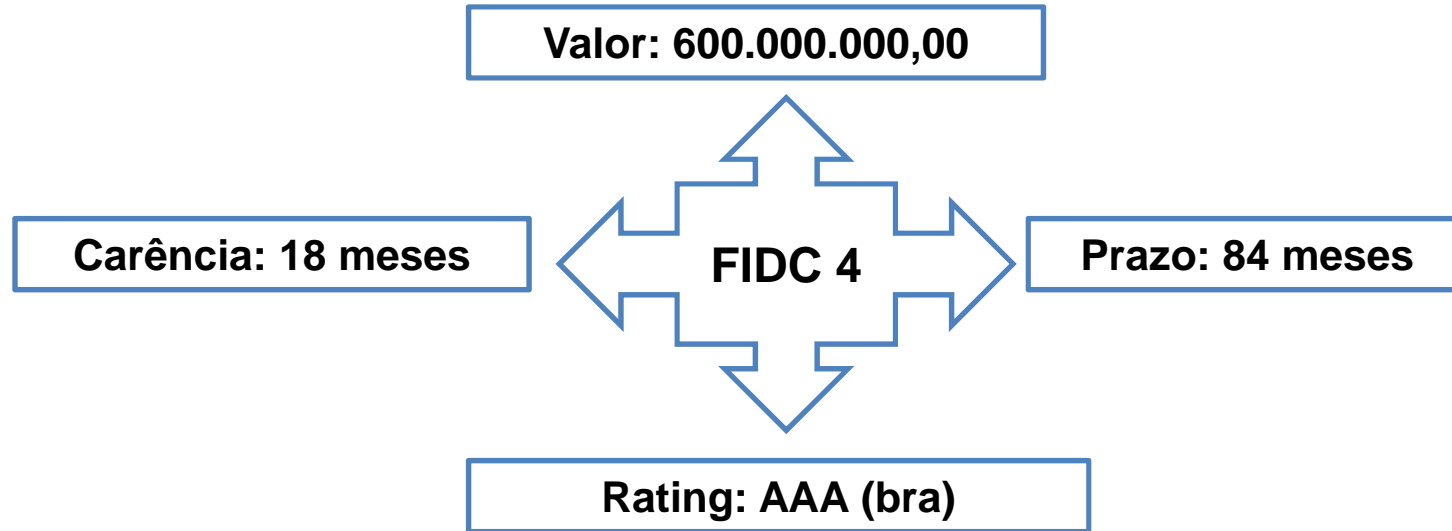 Valor: 600.000.000,00
Carência: 18 meses
FIDC 4
Prazo: 84 meses
Rating: AAA (bra)